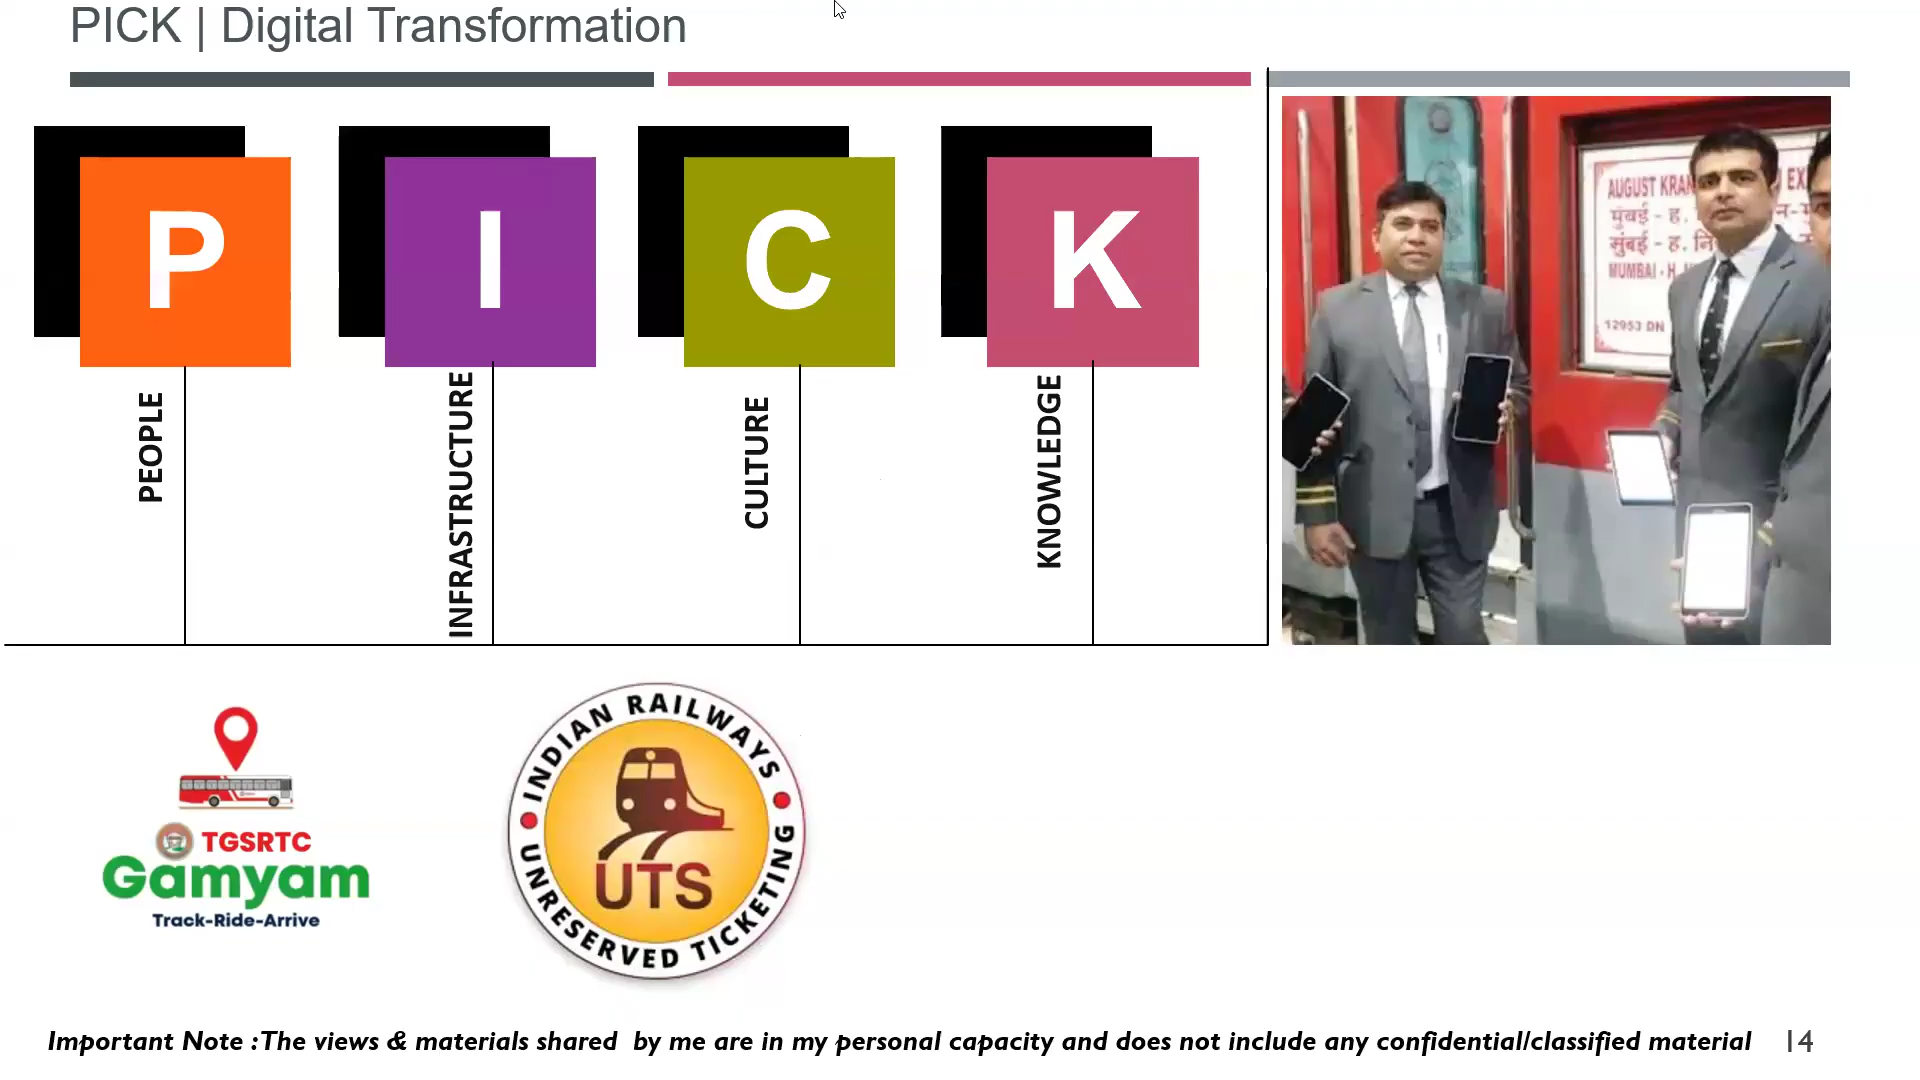 PICK | Digital Transformation
P
I
C
K
PEOPLE
INFRASTRUCTURE
CULTURE
KNOWLEDGE
AUGUST KRAN
EX
मुंबई - ह.
मुंबई - ह. नि
MUMBAI - H.
12953 DN
TGSRTC
Gamyam
Track-Ride-Arrive
INDIAN RAILWAYS
UTS
UNRESERVED TICKETING
Important Note :The views & materials shared by me are in my personal capacity and does not include any confidential/classified material
14